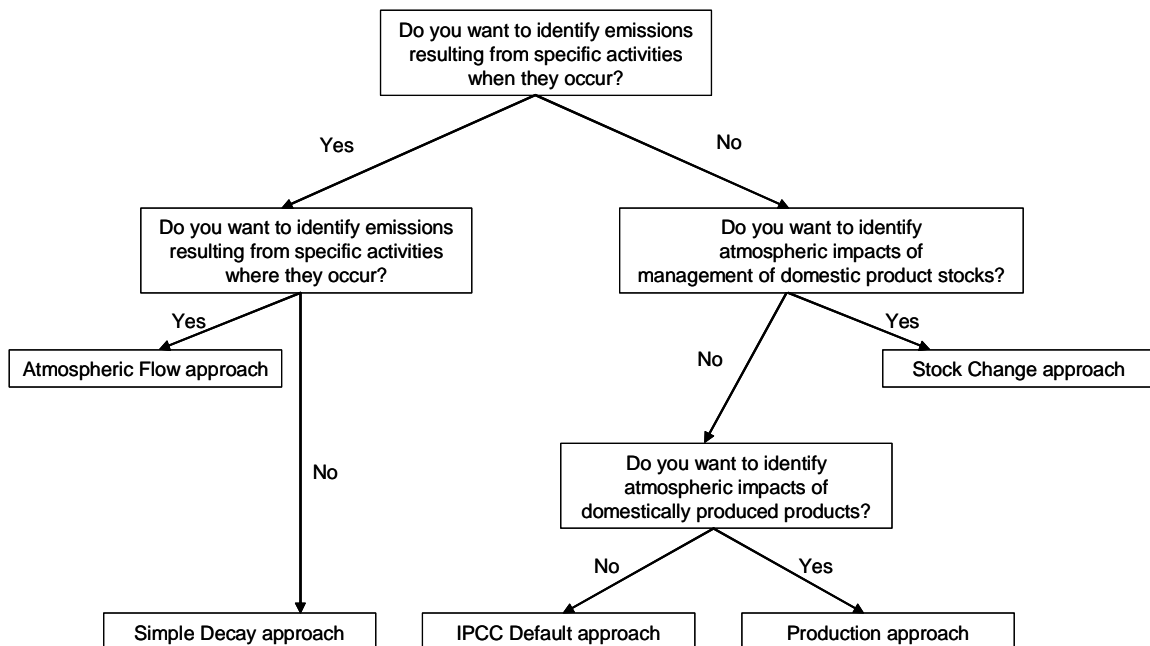 Do you want to identify emissions
resulting from specific activities
when they occur?
Yes
No
Do you want to identify emissions
resulting from specific activities
where they occur?
Do you want to identify
atmospheric impacts of
management of domestic product stocks?
Yes
Yes
Atmospheric Flow approach
No
Stock Change approach
No
Do you want to identify
atmospheric impacts of
domestically produced products?
No
Yes
Simple Decay approach
IPCC Default approach
Production approach